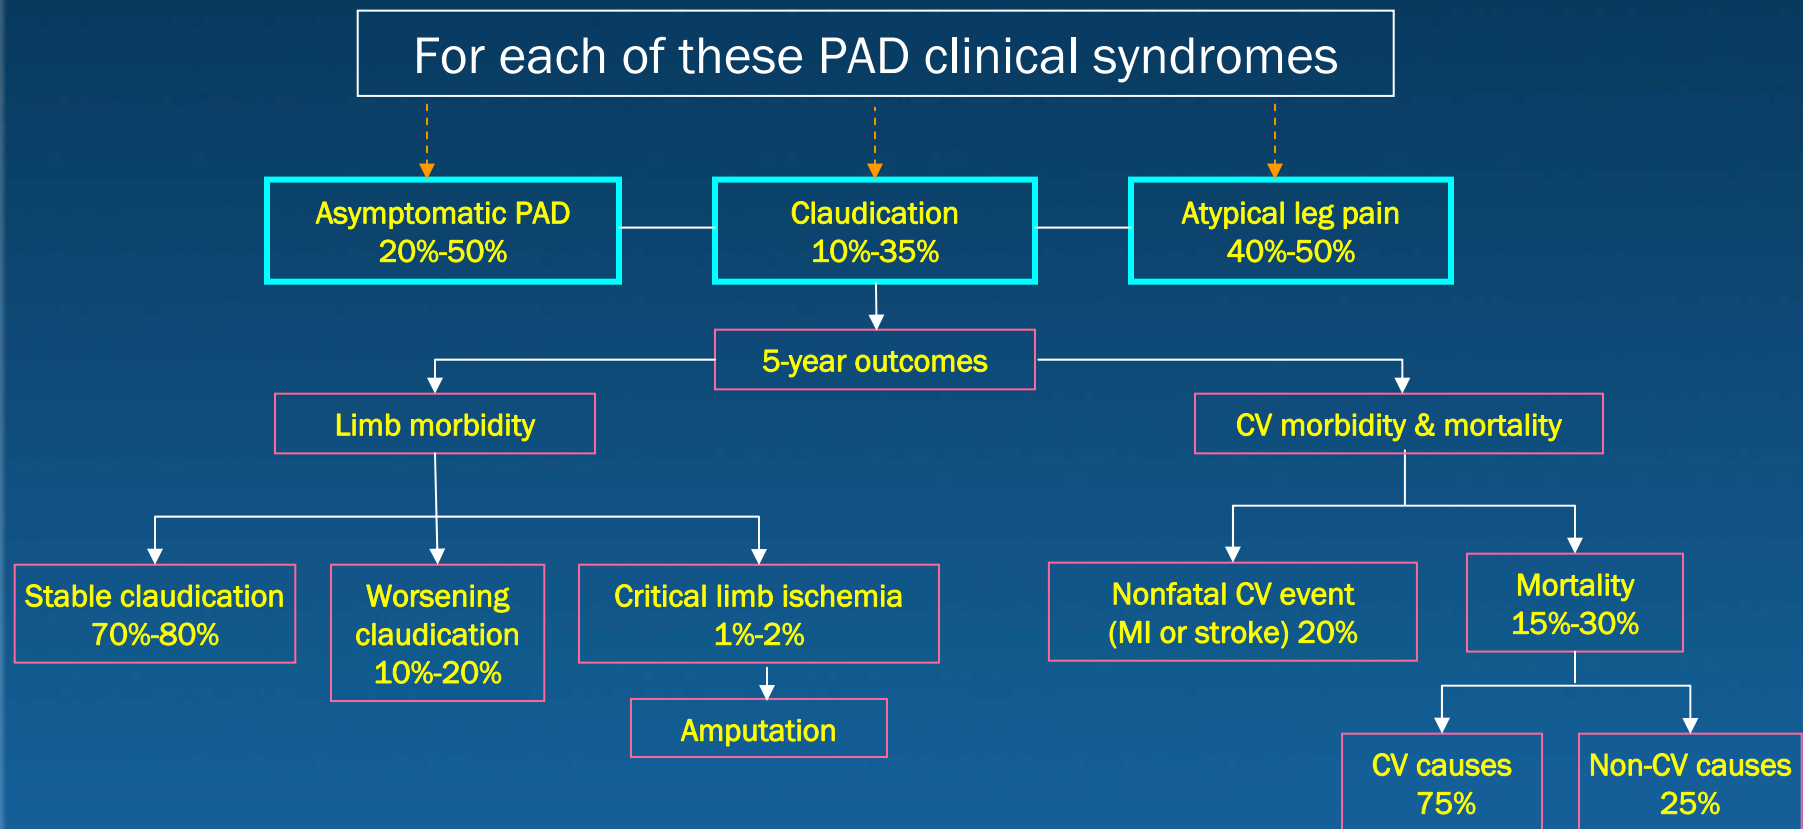 For each of these PAD clinical syndromes
Asymptomatic PAD
20%-50%
Claudication
10%-35%
Atypical leg pain
40%-50%
5-year outcomes
Limb morbidity
CV morbidity & mortality
Stable claudication
70%-80%
Worsening
claudication
10%-20%
Critical limb ischemia
1%-2%
Amputation
Nonfatal CV event
(MI or stroke) 20%
Mortality
15%-30%
CV causes
75%
Non-CV causes
25%